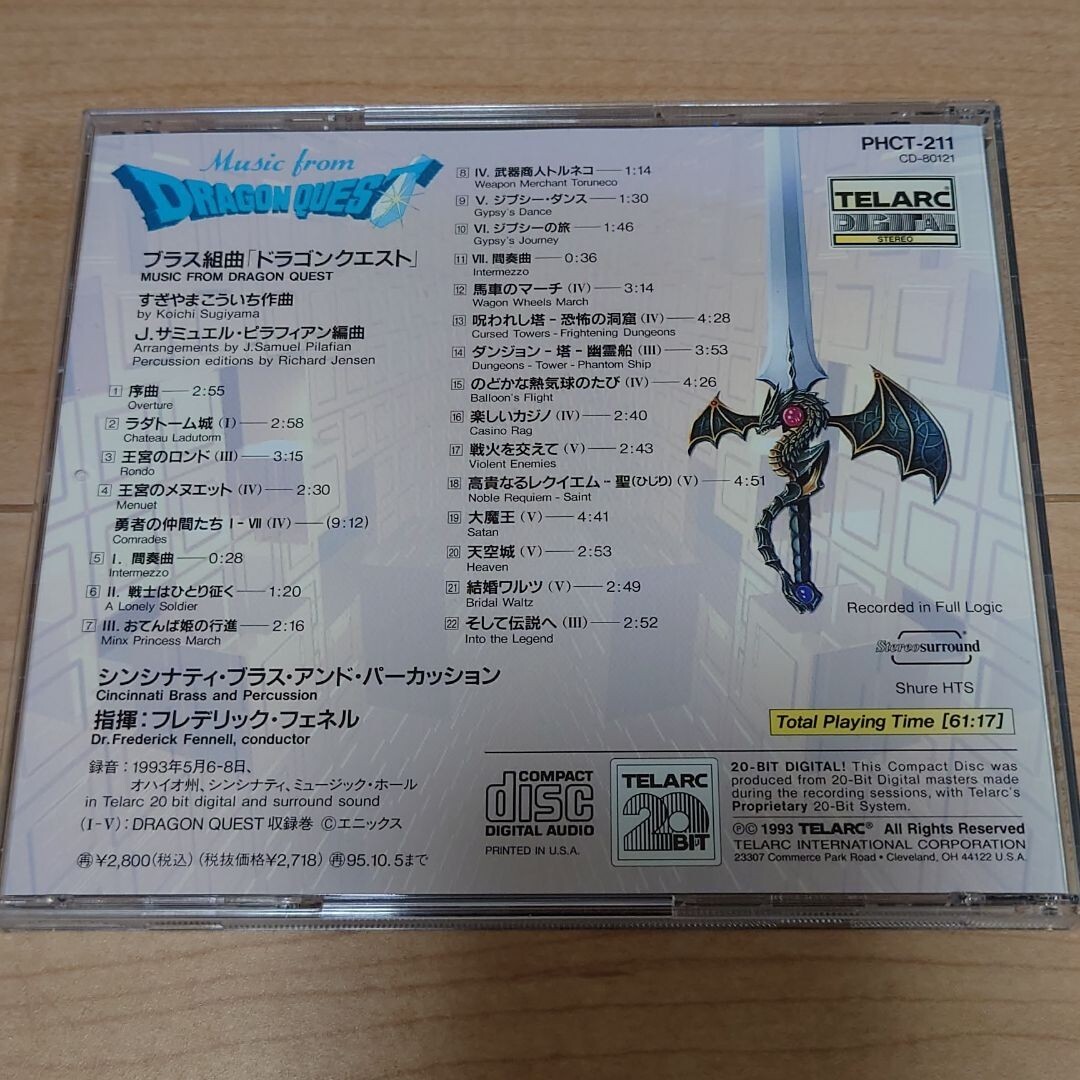 Music from
DRAGON QUEST
ブラス組曲「ドラゴンクエスト」
MUSIC FROM DRAGON QUEST
すぎやまこういち作曲
by Koichi Sugiyama
J.サミュエル・ピラフィアン編曲
Arrangements by J.Samuel Pilafian
Percussion editions by Richard Jensen
1 序曲──2:55
Overture
2 ラダトーム城(I)──2:58
Chateau Ladutorm
3 王宮のロンド(III)──3:15
Rondo
4 王宮のメヌエット(IV)──2:30
Menuet
勇者の仲間たち I-VII(IV)──(9:12)
Comrades
5 I. 間奏曲──0:28
Intermezzo
6 II. 戦士はひとり征く──1:20
A Lonely Soldier
7 III. おてんば姫の行進──2:16
Minx Princess March
8 IV. 武器商人トルネコ──1:14
Weapon Merchant Toruneco
9 V. ジプシー・ダンス──1:30
Gypsy's Dance
10 VI. ジプシーの旅──1:46
Gypsy's Journey
11 VII. 間奏曲──0:36
Intermezzo
12 馬車のマーチ(IV)──3:14
Wagon Wheels March
13 呪われし塔-恐怖の洞窟(IV)──4:28
Cursed Towers - Frightening Dungeons
14 ダンジョン-塔-幽霊船(III)──3:53
Dungeons - Tower - Phantom Ship
15 のどかな熱気球のたび(IV)──4:26
Balloon's Flight
16 楽しいカジノ(IV)──2:40
Casino Rag
17 戦火を交えて(V)──2:43
Violent Enemies
18 高貴なるレクイエム-聖(ひじり)(V)──4:51
Noble Requiem - Saint
19 大魔王(V)──4:41
Satan
20 天空城(V)──2:53
Heaven
21 結婚ワルツ(V)──2:49
Bridal Waltz
22 そして伝説へ(III)──2:52
Into the Legend
PHCT-211
CD-80121
TELARC
DIGITAL
STEREO
Recorded in Full Logic
Stereosurround®
Shure HTS
Total Playing Time [61:17]
シンシナティ・ブラス・アンド・パーカッション
Cincinnati Brass and Percussion
指揮:フレデリック・フェネル
Dr.Frederick Fennell, conductor
録音:1993年5月6-8日、
オハイオ州、シンシナティ、ミュージック・ホール
in Telarc 20 bit digital and surround sound
(I-V):DRAGON QUEST 収録巻 Ⓒエニックス
㊢¥2,800(税込)(税抜価格¥2,718)㊢95.10.5まで
COMPACT
disc
DIGITAL AUDIO
PRINTED IN U.S.A.
TELARC
20
BIT
20-BIT DIGITAL! This Compact Disc was
produced from 20-Bit Digital masters made
during the recording sessions, with Telarc's
Proprietary 20-Bit System.
ⓅⒸ 1993 TELARC® All Rights Reserved
TELARC INTERNATIONAL CORPORATION
23307 Commerce Park Road • Cleveland, OH 44122 U.S.A.